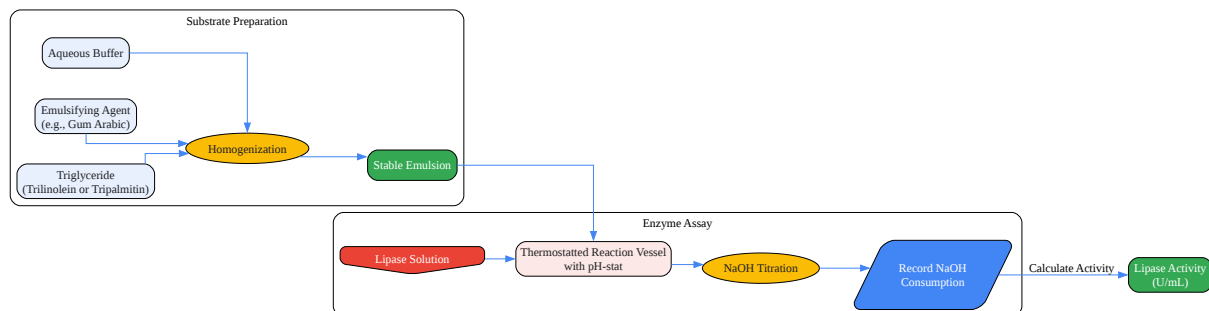 Substrate Preparation
Aqueous Buffer
Emulsifying Agent
(e.g., Gum Arabic)
Homogenization
Triglyceride
(Trilinolein or Tripalmitin)
Stable Emulsion
Enzyme Assay
Lipase Solution
Thermostatted Reaction Vessel
with pH-stat
NaOH Titration
Record NaOH
Consumption
Calculate Activity
Lipase Activity
(U/mL)